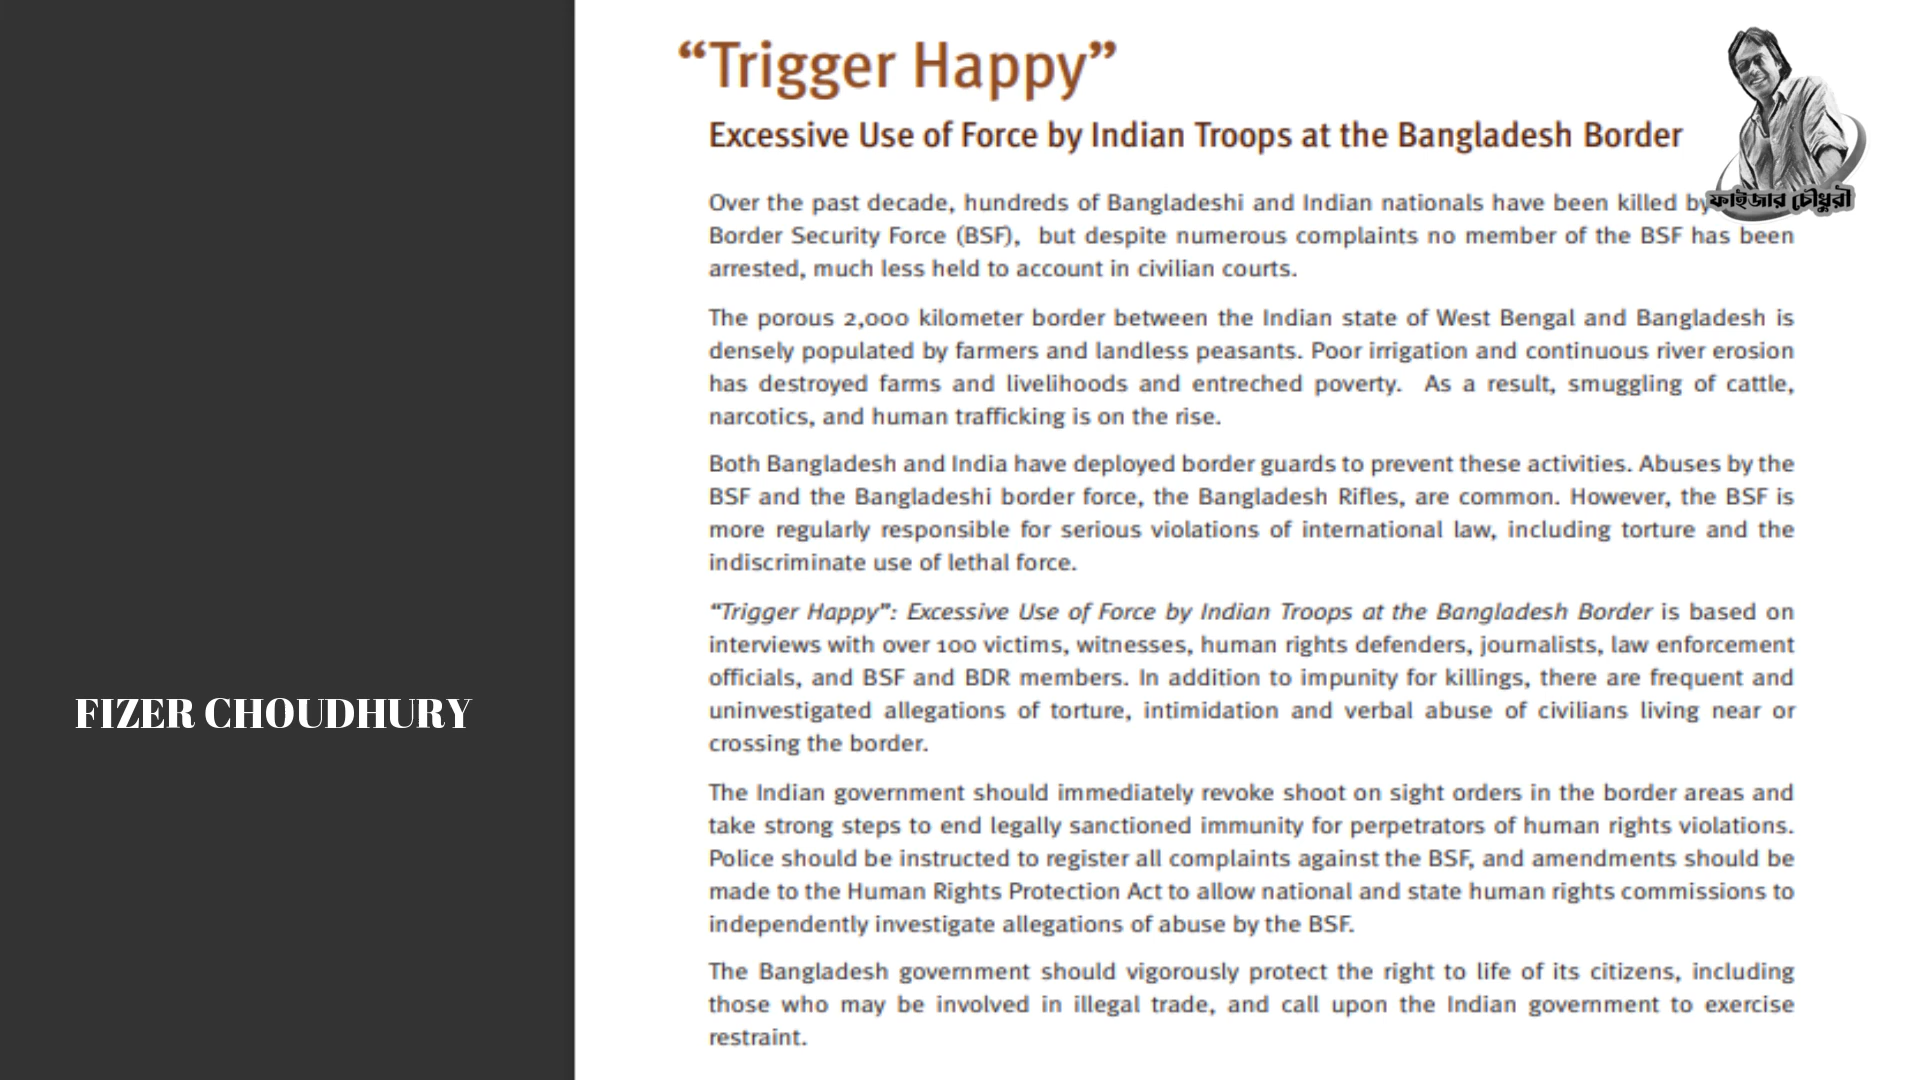 “Trigger Happy”
Excessive Use of Force by Indian Troops at the Bangladesh Border
Over the past decade, hundreds of Bangladeshi and Indian nationals have been killed by
ফাইজার চৌধুরী
Border Security Force (BSF),  but despite numerous complaints no member of the BSF has been
arrested, much less held to account in civilian courts.
The porous 2,000 kilometer border between the Indian state of West Bengal and Bangladesh is
densely populated by farmers and landless peasants. Poor irrigation and continuous river erosion
has destroyed farms and livelihoods and entreched poverty.  As a result, smuggling of cattle,
narcotics, and human trafficking is on the rise.
Both Bangladesh and India have deployed border guards to prevent these activities. Abuses by the
BSF and the Bangladeshi border force, the Bangladesh Rifles, are common. However, the BSF is
more regularly responsible for serious violations of international law, including torture and the
indiscriminate use of lethal force.
“Trigger Happy”: Excessive Use of Force by Indian Troops at the Bangladesh Border is based on
interviews with over 100 victims, witnesses, human rights defenders, journalists, law enforcement
officials, and BSF and BDR members. In addition to impunity for killings, there are frequent and
uninvestigated allegations of torture, intimidation and verbal abuse of civilians living near or
crossing the border.
The Indian government should immediately revoke shoot on sight orders in the border areas and
take strong steps to end legally sanctioned immunity for perpetrators of human rights violations.
Police should be instructed to register all complaints against the BSF, and amendments should be
made to the Human Rights Protection Act to allow national and state human rights commissions to
independently investigate allegations of abuse by the BSF.
The Bangladesh government should vigorously protect the right to life of its citizens, including
those who may be involved in illegal trade, and call upon the Indian government to exercise
restraint.
FIZER CHOUDHURY